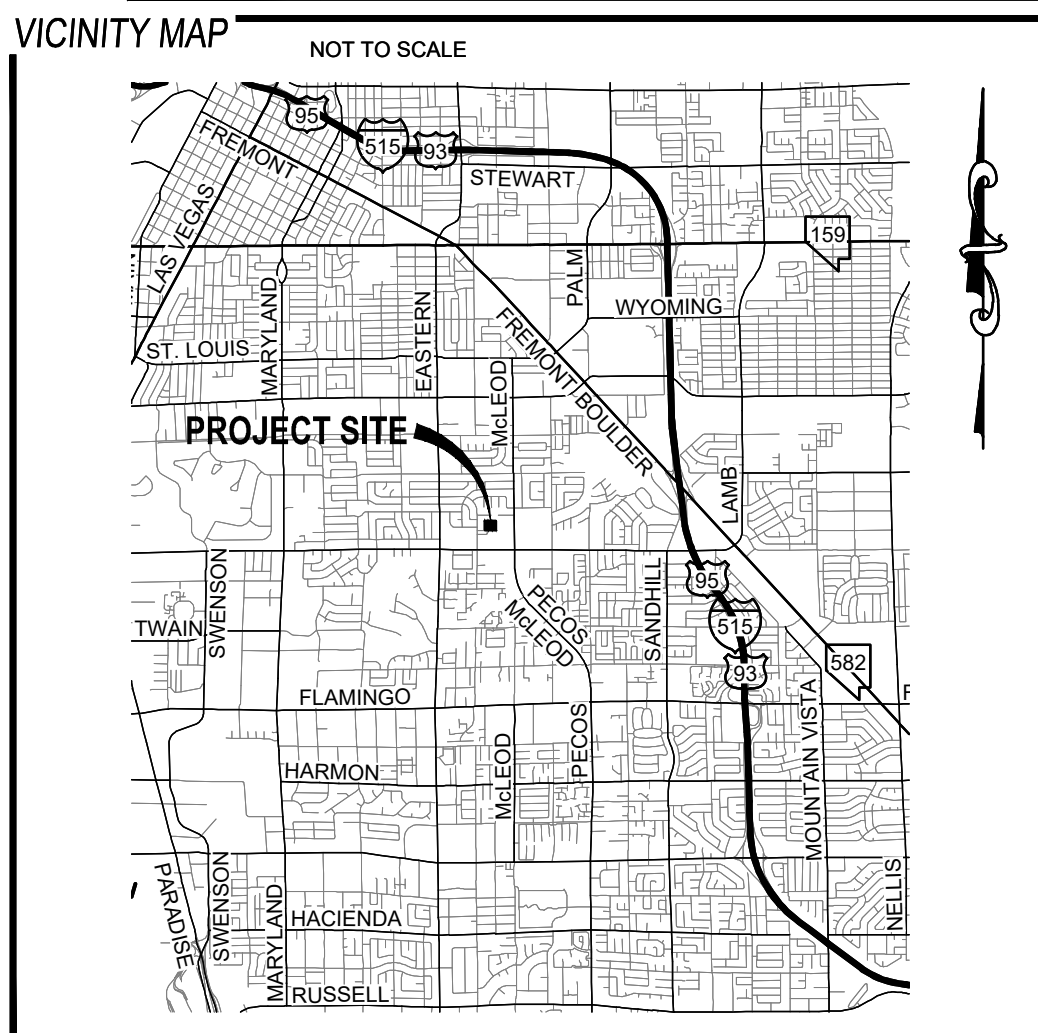 VICINITY MAP
NOT TO SCALE
95
515
93
FREMONT
STEWART
LAS VEGAS
159
PALM
MARYLAND
EASTERN
WYOMING
FREMONT/BOULDER
ST. LOUIS
McLEOD
PROJECT SITE
LAMB
SWENSON
SANDHILL
95
PECOS
McLEOD
515
TWAIN
582
93
FLAMINGO
MOUNTAIN VISTA
McLEOD
PECOS
HARMON
PARADISE
SWENSON
MARYLAND
NELLIS
HACIENDA
RUSSELL